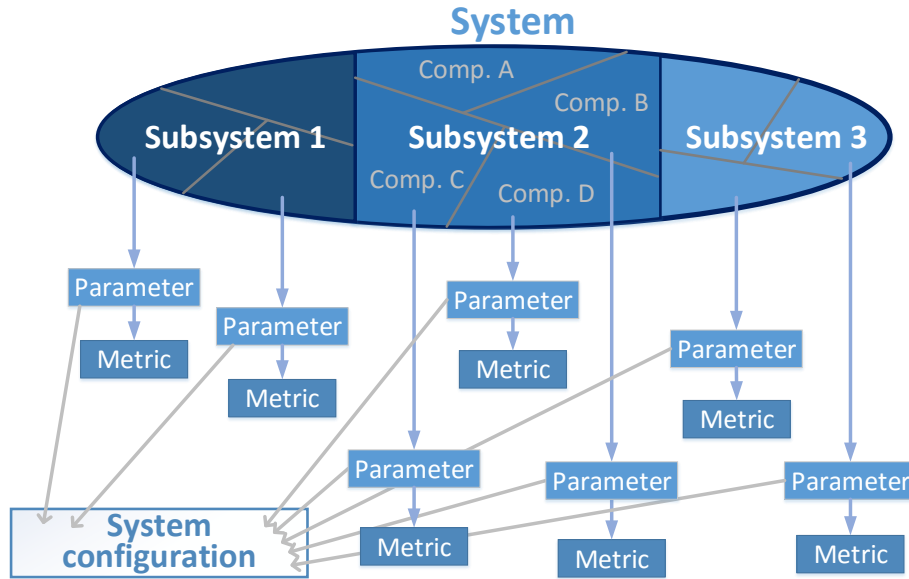 System
Comp. A
Comp. B
Subsystem 1
Subsystem 2
Subsystem 3
Comp. C
Comp. D
Parameter
Metric
Parameter
Metric
Parameter
Metric
Parameter
Metric
Parameter
Metric
Parameter
Metric
Parameter
Metric
System
configuration